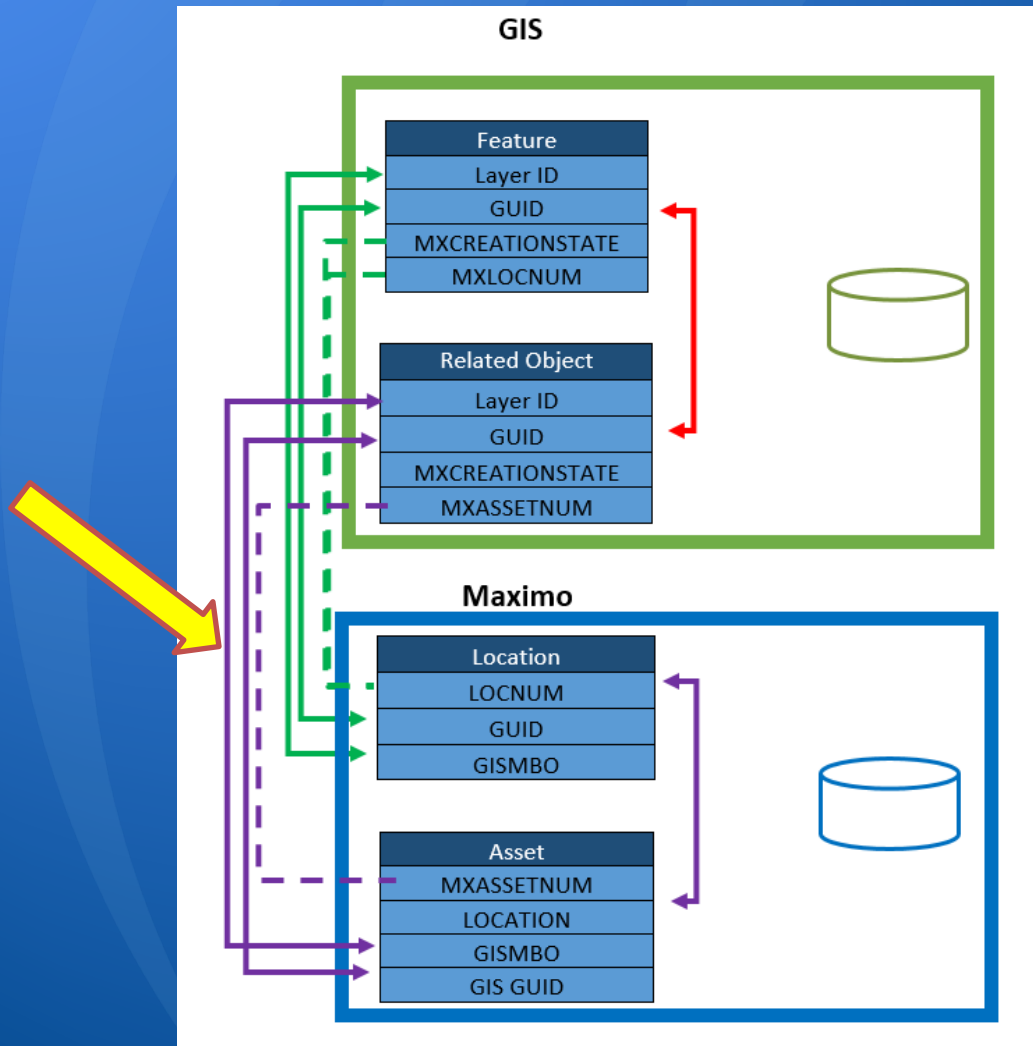 GIS
Feature
Layer ID
GUID
MXCREATIONSTATE
MXLOCNUM
Related Object
Layer ID
GUID
MXCREATIONSTATE
MXASSETNUM
Maximo
Location
LOCNUM
GUID
GISMBO
Asset
MXASSETNUM
LOCATION
GISMBO
GIS GUID